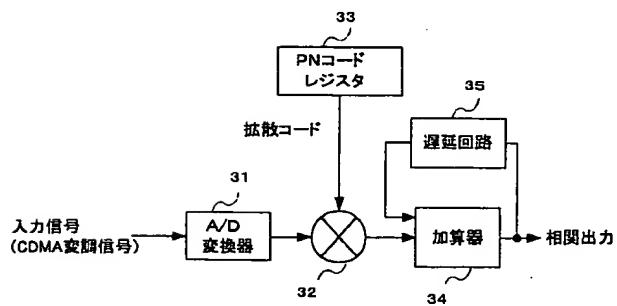 33
PNコード
レジスタ
35
拡散コード
遅延回路
31
入力信号
(CDMA変調信号)
A/D
変換器
加算器
相関出力
32
34